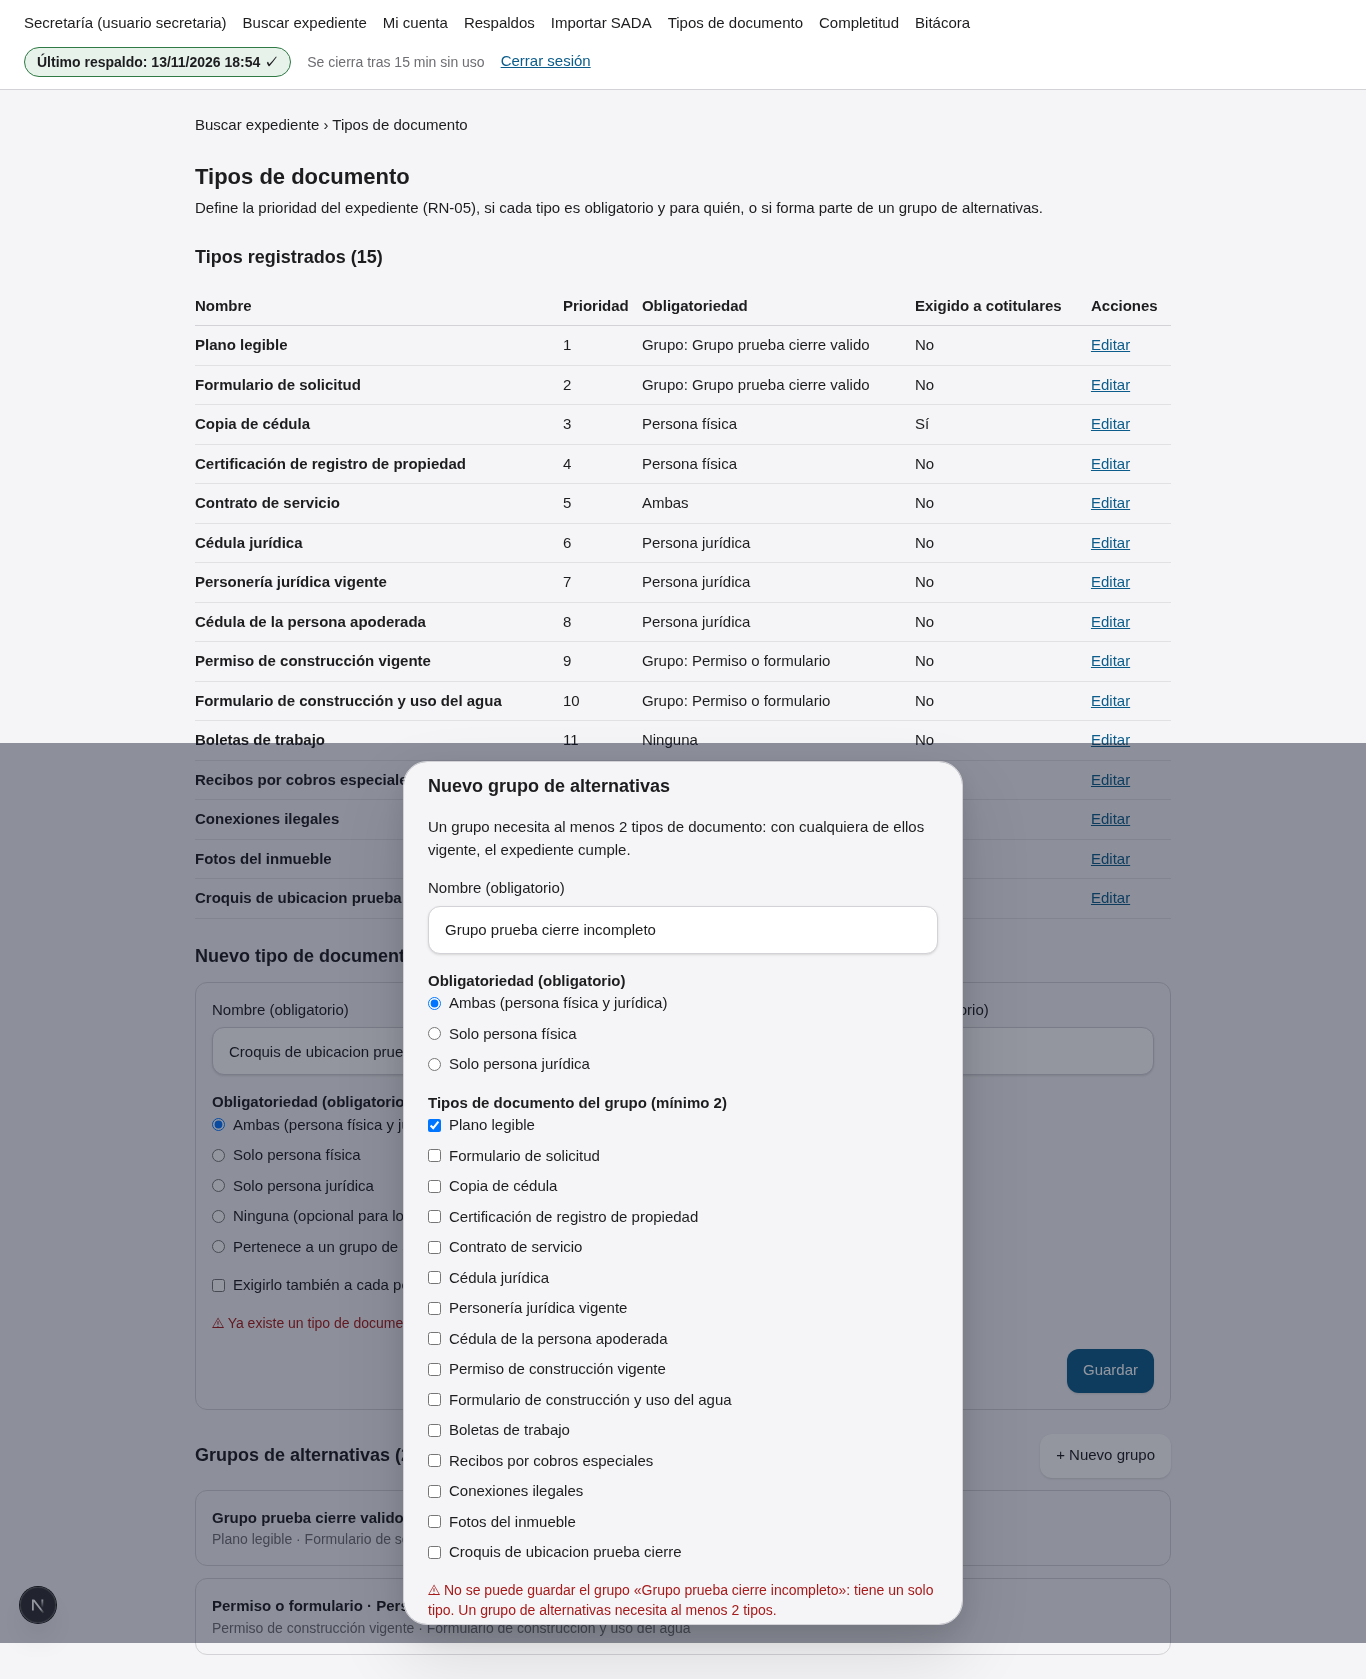 Secretaría (usuario secretaria) Buscar expediente Mi cuenta Respaldos Importar SADA Tipos de documento Completitud Bitácora
Último respaldo: 13/11/2026 18:54 ✓ Se cierra tras 15 min sin uso Cerrar sesión
Buscar expediente › Tipos de documento
Tipos de documento
Define la prioridad del expediente (RN-05), si cada tipo es obligatorio y para quién, o si forma parte de un grupo de alternativas.
Tipos registrados (15)
Nombre Prioridad Obligatoriedad Exigido a cotitulares Acciones
Plano legible 1 Grupo: Grupo prueba cierre valido No Editar
Formulario de solicitud 2 Grupo: Grupo prueba cierre valido No Editar
Copia de cédula 3 Persona física Sí Editar
Certificación de registro de propiedad 4 Persona física No Editar
Contrato de servicio 5 Ambas No Editar
Cédula jurídica 6 Persona jurídica No Editar
Personería jurídica vigente 7 Persona jurídica No Editar
Cédula de la persona apoderada 8 Persona jurídica No Editar
Permiso de construcción vigente 9 Grupo: Permiso o formulario No Editar
Formulario de construcción y uso del agua 10 Grupo: Permiso o formulario No Editar
Boletas de trabajo 11 Ninguna No Editar
Recibos por cobros Editar
Conexiones ilegales Editar
Fotos del inmueble Editar
Croquis de ubicacion prueba Editar
Nuevo tipo de
Nombre (obligatorio)
Croquis de ubicacion
Obligatoriedad
Ambas (persona física y
Solo persona física
Solo persona jurídica
Ninguna (opcional para
Pertenece a un grupo de
Exigirlo también a cada
⚠ Ya existe un tipo de
Guardar
Grupos de alternativas + Nuevo grupo
Grupo prueba cierre valido
Plano legible · Formulario de
Permiso o formulario ·
Permiso de construcción vigente · Formulario de construcción y uso del agua
Nuevo grupo de alternativas
Un grupo necesita al menos 2 tipos de documento: con cualquiera de ellos
vigente, el expediente cumple.
Nombre (obligatorio)
Grupo prueba cierre incompleto
Obligatoriedad (obligatorio)
Ambas (persona física y jurídica)
Solo persona física
Solo persona jurídica
Tipos de documento del grupo (mínimo 2)
Plano legible
Formulario de solicitud
Copia de cédula
Certificación de registro de propiedad
Contrato de servicio
Cédula jurídica
Personería jurídica vigente
Cédula de la persona apoderada
Permiso de construcción vigente
Formulario de construcción y uso del agua
Boletas de trabajo
Recibos por cobros especiales
Conexiones ilegales
Fotos del inmueble
Croquis de ubicacion prueba cierre
⚠ No se puede guardar el grupo «Grupo prueba cierre incompleto»: tiene un solo
tipo. Un grupo de alternativas necesita al menos 2 tipos.